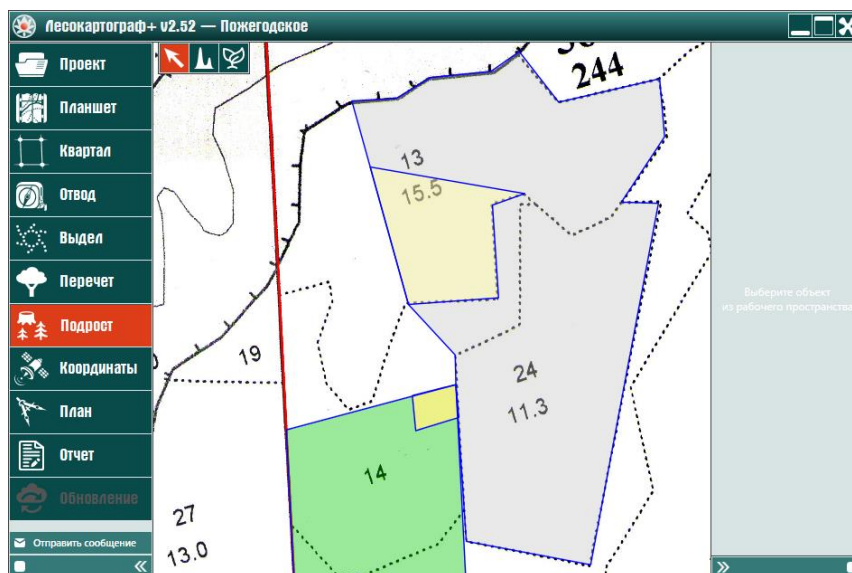 Лесокартограф+ v2.52 — Пожегодское
Проект
Планшет
Квартал
Отвод
Выдел
Перечет
Подрост
Координаты
План
Отчет
Обновление
Отправить сообщение
244
13
15.5
19
24
11.3
14
27
13.0
Выберите объект
из рабочего пространства